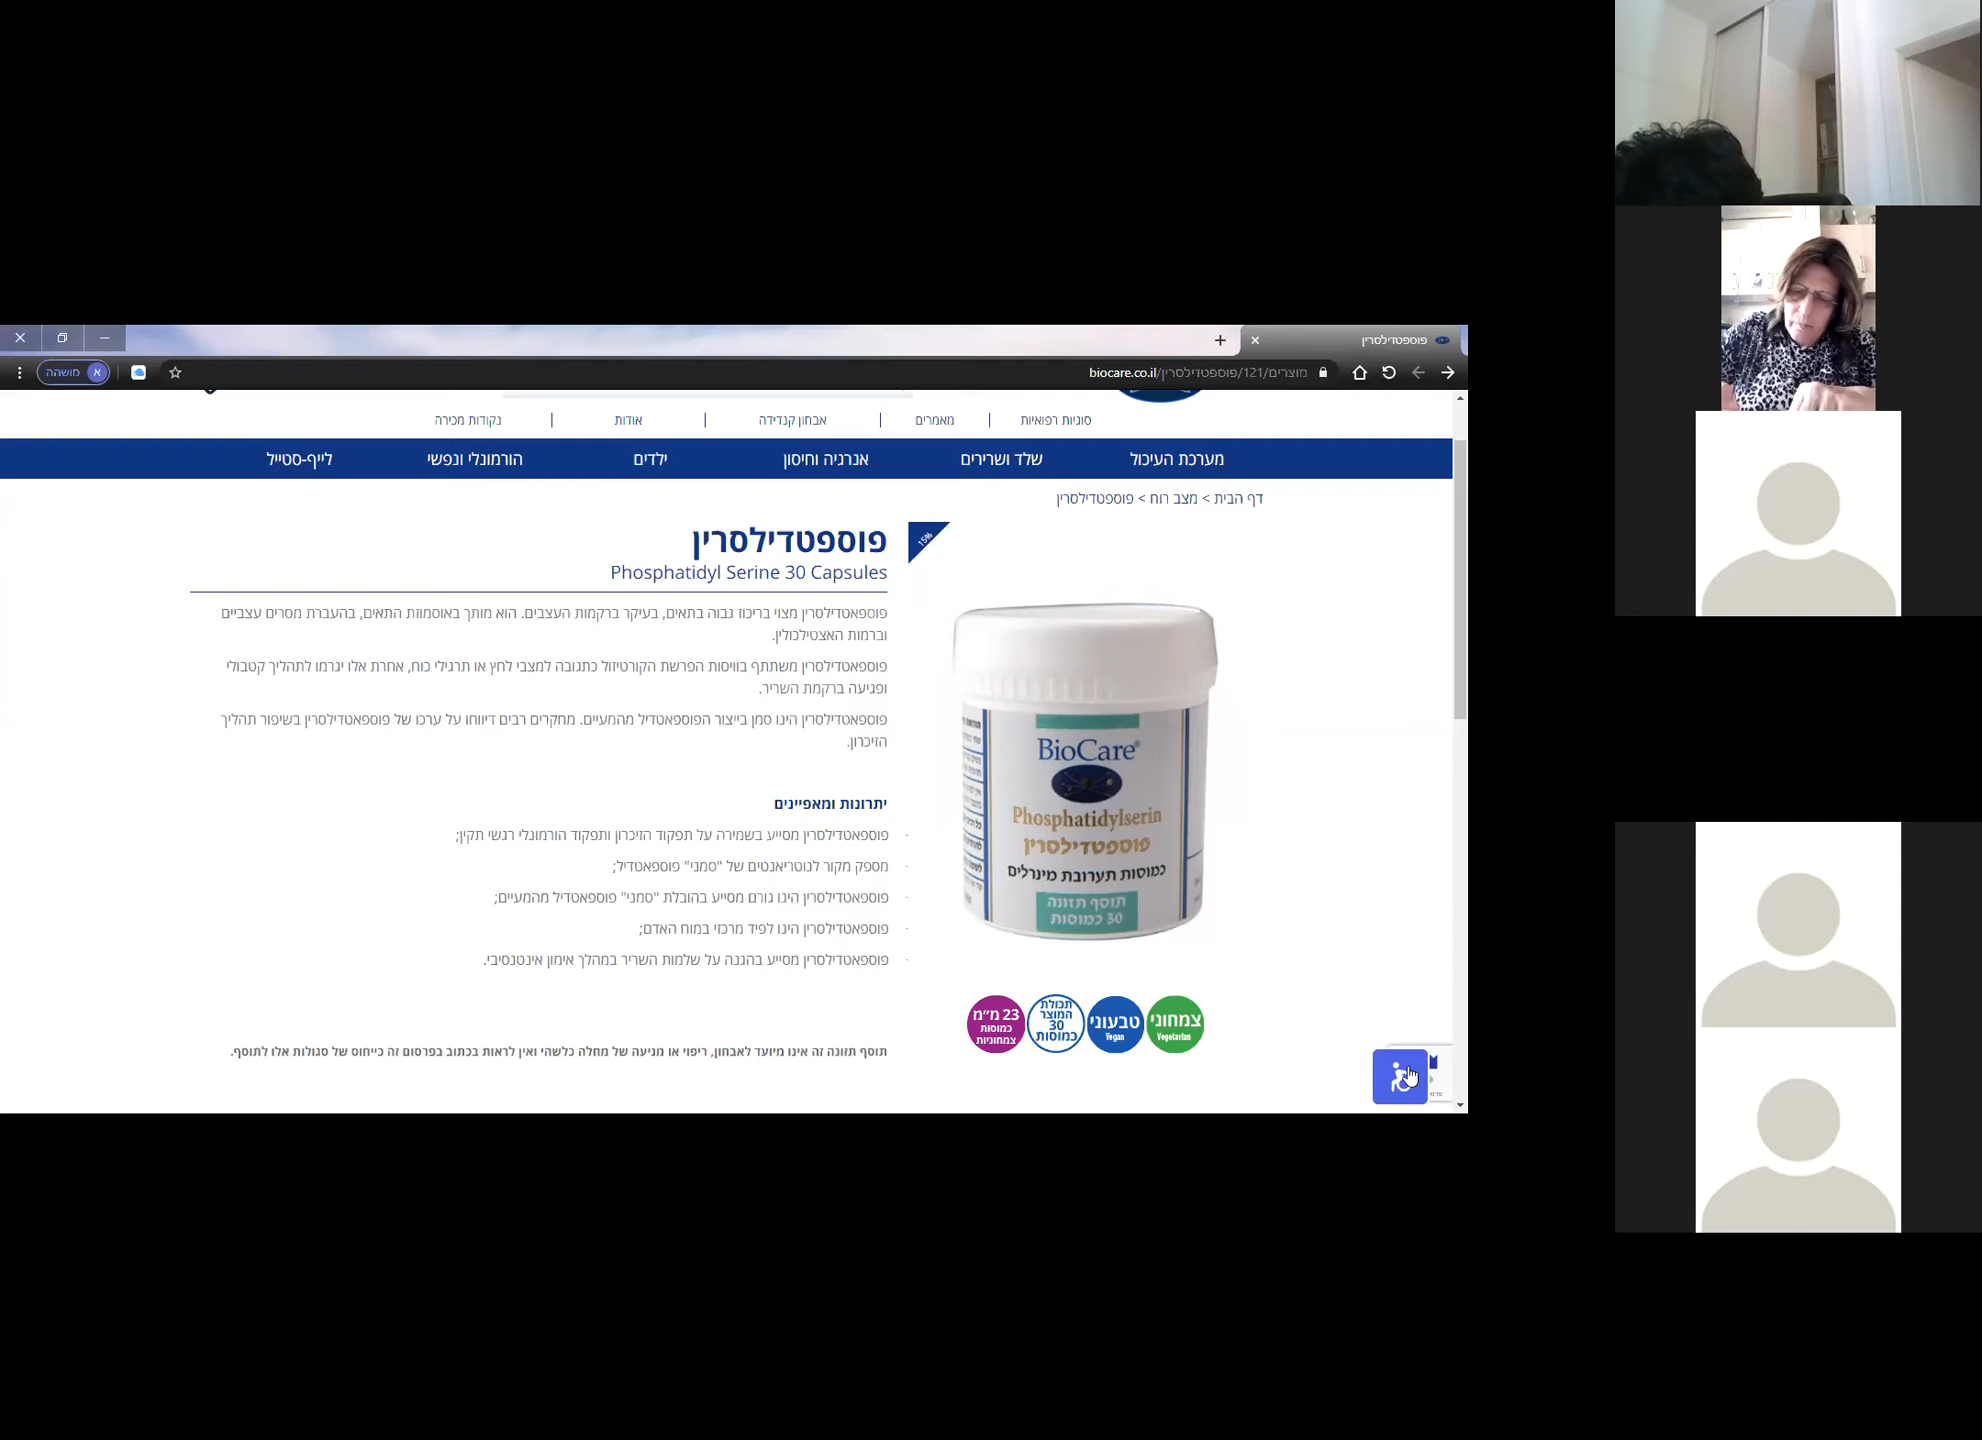 פוספטדילסרין
מושהה
א
biocare.co.il/מוצרים/121/פוספטדילסרין
סוגיות רפואיות
מאמרים
אבחון קנדידה
אודות
נקודות מכירה
מערכת העיכול
שלד ושרירים
אנרגיה וחיסון
ילדים
הורמונלי ונפשי
לייף-סטייל
דף הבית > מצב רוח > פוספטדילסרין
15%
פוספטדילסרין
Phosphatidyl Serine 30 Capsules
פוספאטדילסרין מצוי בריכוז גבוה בתאים, בעיקר ברקמות העצבים. הוא מותך באוסמוזת התאים, בהעברת מסרים עצביים
וברמות האצטילכולין.
פוספאטדילסרין משתתף בוויסות הפרשת הקורטיזול כתגובה למצבי לחץ או תרגילי כוח, אחרת אלו יגרמו לתהליך קטבולי
ופגיעה ברקמת השריר.
פוספאטדילסרין הינו סמן בייצור הפוספאטדיל מהמעיים. מחקרים רבים דיווחו על ערכו של פוספאטדילסרין בשיפור תהליך
הזיכרון.
יתרונות ומאפיינים
· פוספאטדילסרין מסייע בשמירה על תפקוד הזיכרון ותפקוד הורמונלי רגשי תקין;
· מספק מקור לנוטריאנטים של "סמני" פוספאטדיל;
· פוספאטדילסרין הינו גורם מסייע בהובלת "סמני" פוספאטדיל מהמעיים;
· פוספאטדילסרין הינו לפיד מרכזי במוח האדם;
· פוספאטדילסרין מסייע בהגנה על שלמות השריר במהלך אימון אינטנסיבי.
תוסף תזונה זה אינו מיועד לאבחון, ריפוי או מניעה של מחלה כלשהי ואין לראות בכתוב בפרסום זה כייחוס של סגולות אלו לתוסף.
BioCare®
Phosphatidylserin
פוספטדילסרין
כמוסות תערובת מינרלים
תוסף תזונה
30 כמוסות
צמחוני
Vegetarian
טבעוני
Vegan
תכולת
המוצר
30
כמוסות
23 מ"מ
כמוסות
צמחוניות